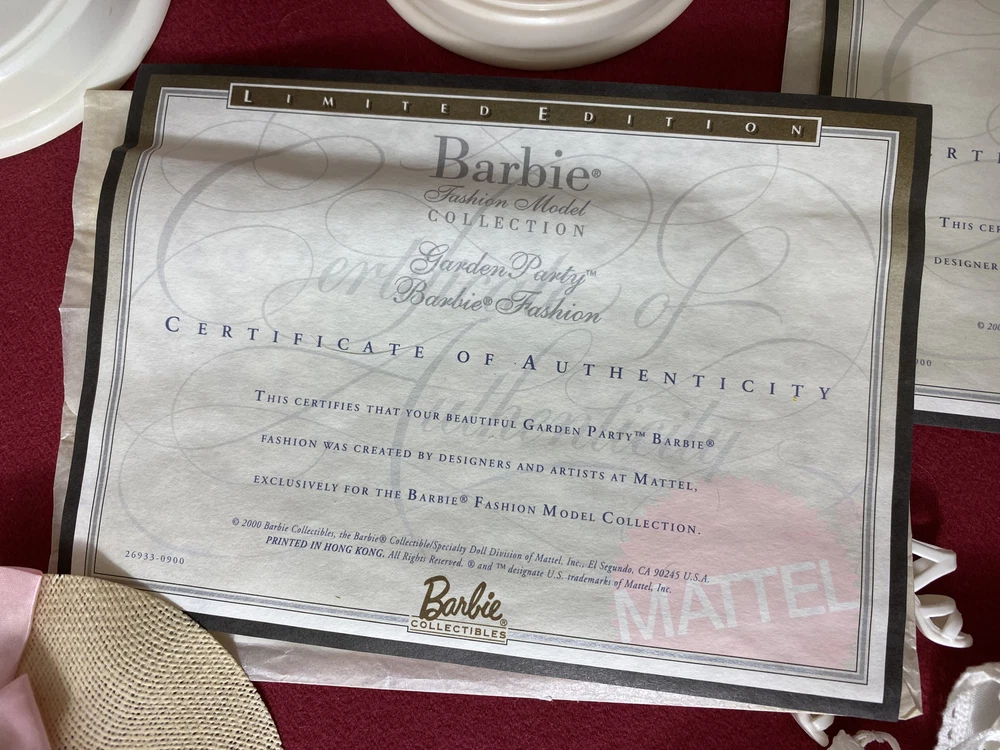 LIMITED EDITION
Barbie®
Fashion Model
COLLECTION
Garden Party™
Barbie® Fashion
Certificate of
Authenticity
CERTIFICATE OF AUTHENTICITY
THIS CERTIFIES THAT YOUR BEAUTIFUL GARDEN PARTY™ BARBIE®
FASHION WAS CREATED BY DESIGNERS AND ARTISTS AT MATTEL,
EXCLUSIVELY FOR THE BARBIE® FASHION MODEL COLLECTION.
© 2000 Barbie Collectibles, the Barbie® Collectible/Specialty Doll Division of Mattel, Inc., El Segundo, CA 90245 U.S.A.
PRINTED IN HONG KONG. All Rights Reserved. ® and ™ designate U.S. trademarks of Mattel, Inc.
26933-0900
Barbie®
COLLECTIBLES
MATTEL
THIS
DESIGNER